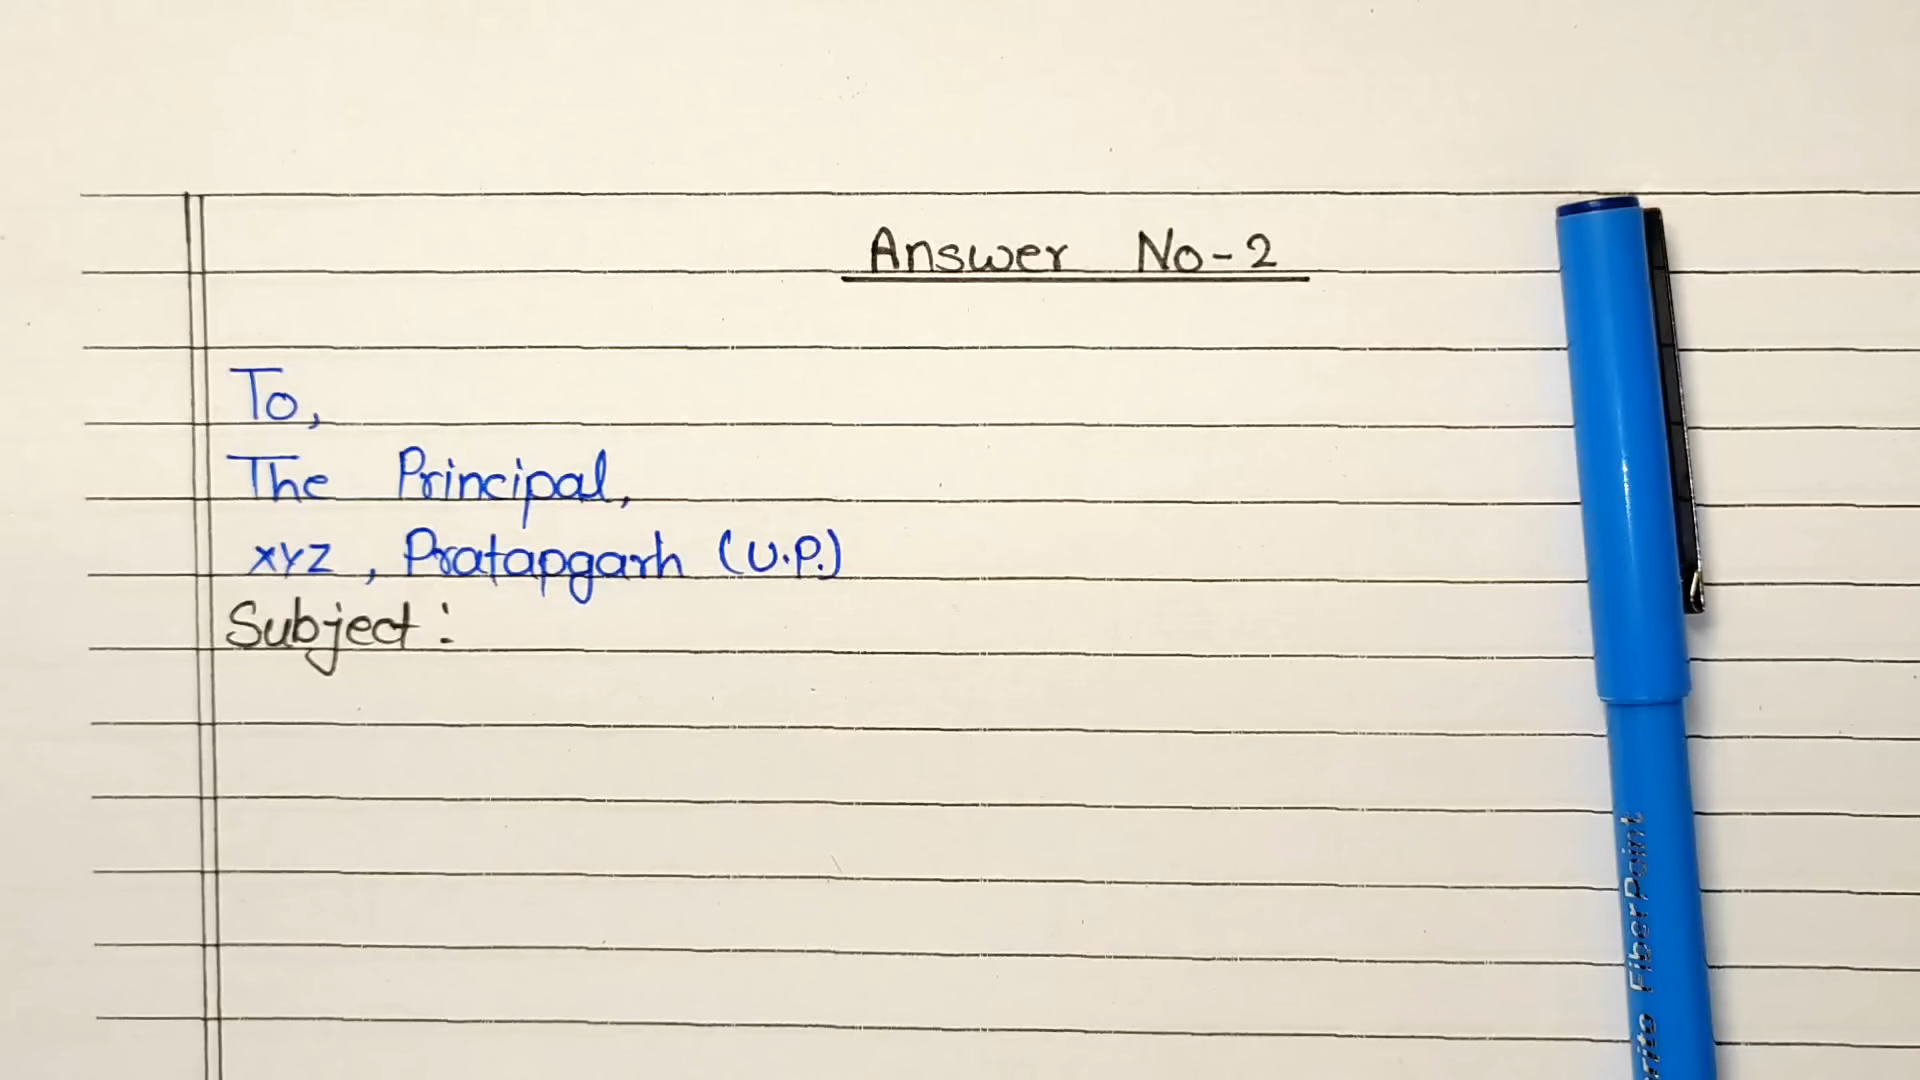 Answer No-2
To,
The Principal,
XYZ, Pratapgarh (U.P.)
Subject:
FiberPoint